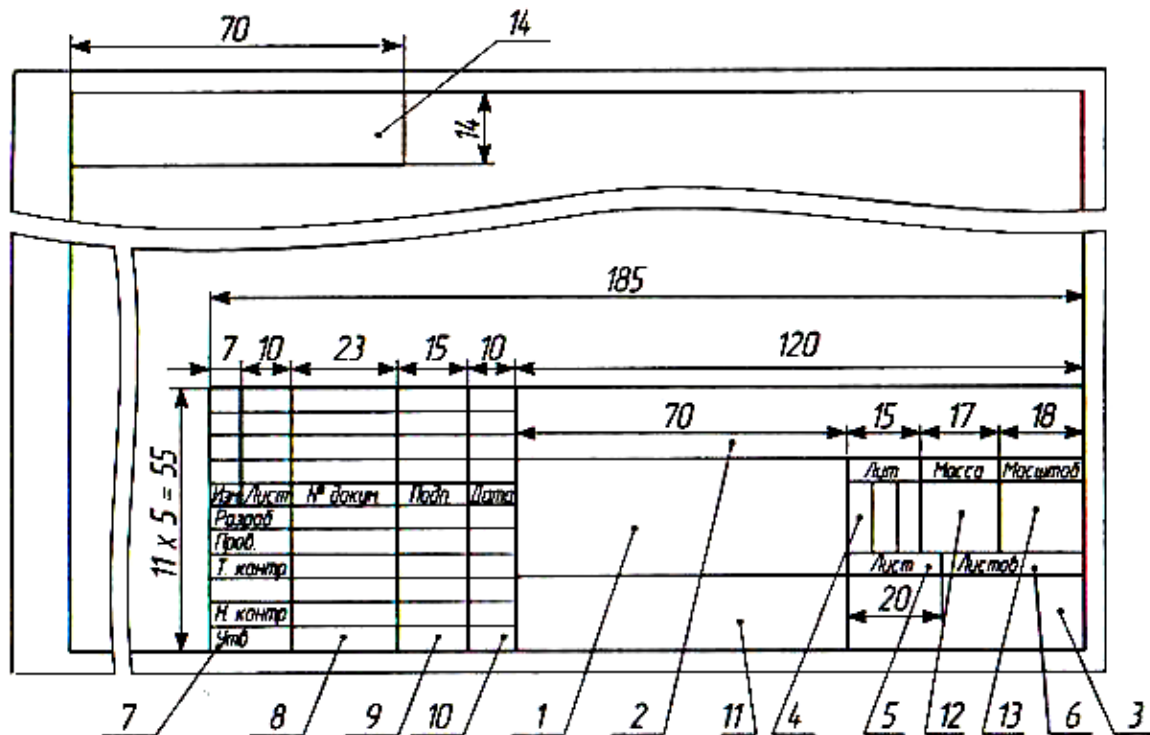 70
14
14
185
7 10 23 15 10 120
70 15 17 18
11 x 5 = 55
Лит Масса Масштаб
Изм Лист № докум. Подп. Дата
Разраб
Пров.
Т. контр
Лист Листов
20
Н. контр
Утв
7 8 9 10 1 2 11 4 5 12 13 6 3